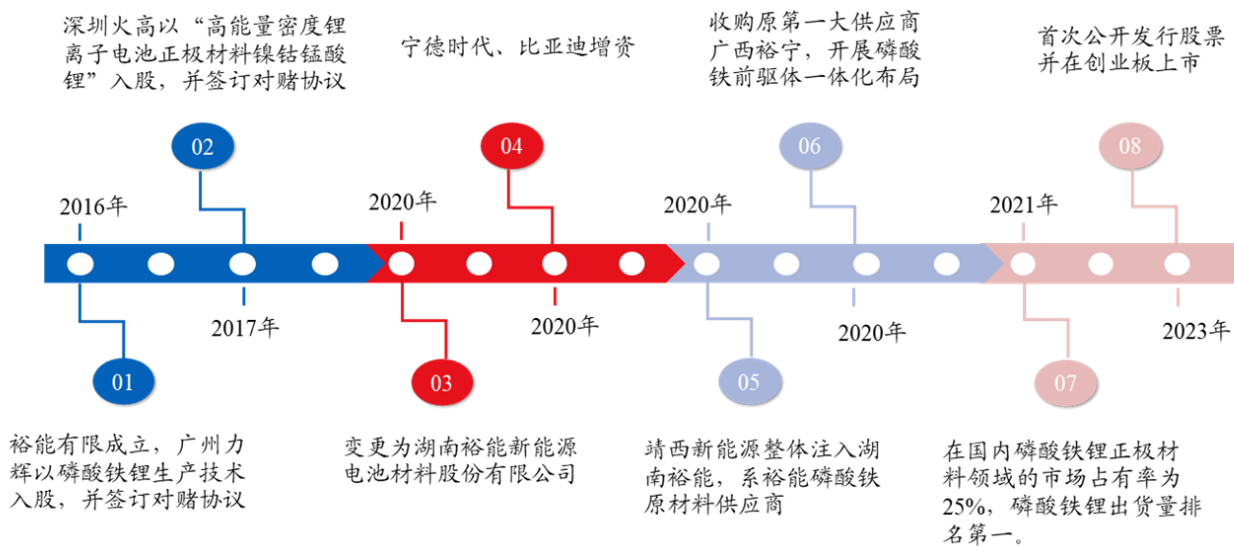 深圳火高以“高能量密度锂
离子电池正极材料镍钴锰酸
锂”入股，并签订对赌协议
宁德时代、比亚迪增资
收购原第一大供应商
广西裕宁，开展磷酸
铁前驱体一体化布局
首次公开发行股票
并在创业板上市
02
04
06
08
2016年
2020年
2020年
2021年
2017年
2020年
2020年
2023年
01
03
05
07
裕能有限成立，广州力
辉以磷酸铁锂生产技术
入股，并签订对赌协议
变更为湖南裕能新能源
电池材料股份有限公司
靖西新能源整体注入湖
南裕能，系裕能磷酸铁
原材料供应商
在国内磷酸铁锂正极材
料领域的市场占有率为
25%，磷酸铁锂出货量排
名第一。